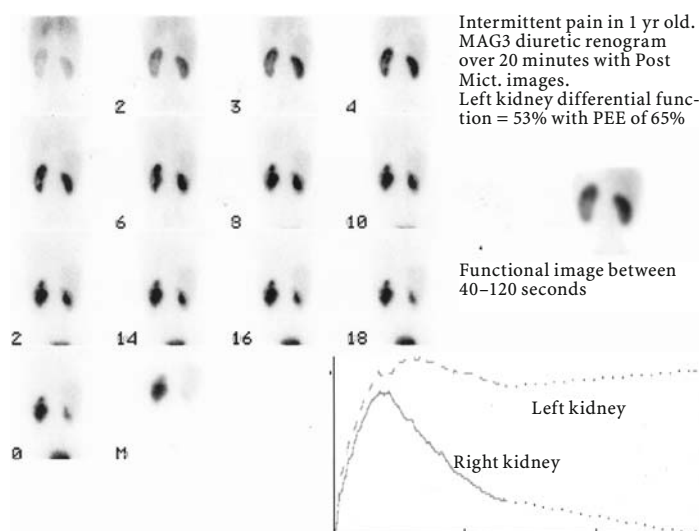 Intermittent pain in 1 yr old.
MAG3 diuretic renogram
over 20 minutes with Post
Mict. images.
Left kidney differential func-
tion = 53% with PEE of 65%
2
3
4
6
8
10
Functional image between
40–120 seconds
2
14
16
18
Left kidney
Right kidney
0
M